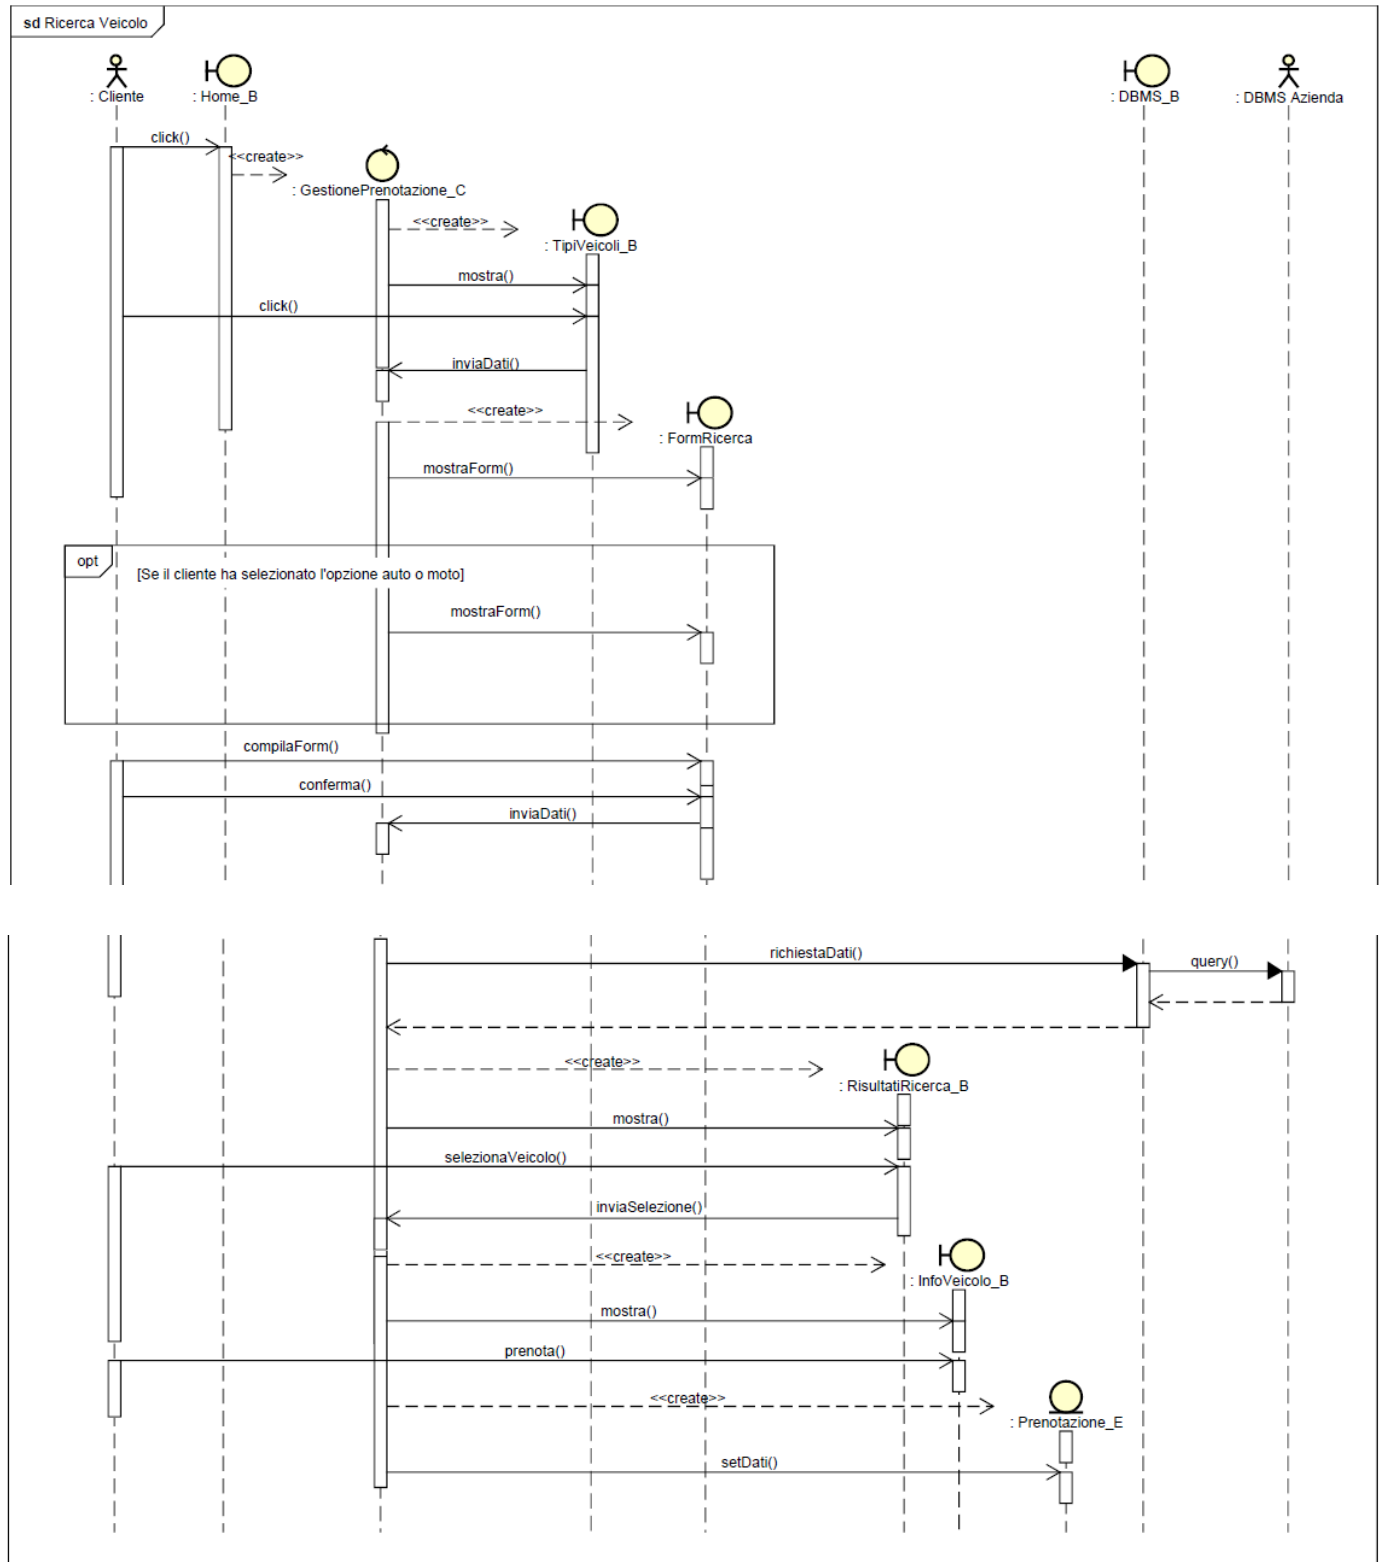 sd Ricerca Veicolo
: Cliente
: Home_B
: DBMS_B
: DBMS Azienda
click()
<<create>>
: GestionePrenotazione_C
<<create>>
: TipiVeicoli_B
mostra()
click()
inviaDati()
<<create>>
: FormRicerca
mostraForm()
opt
[Se il cliente ha selezionato l'opzione auto o moto]
mostraForm()
compilaForm()
conferma()
inviaDati()
richiestaDati()
query()
<<create>>
: RisultatiRicerca_B
mostra()
selezionaVeicolo()
inviaSelezione()
<<create>>
: InfoVeicolo_B
mostra()
prenota()
<<create>>
: Prenotazione_E
setDati()